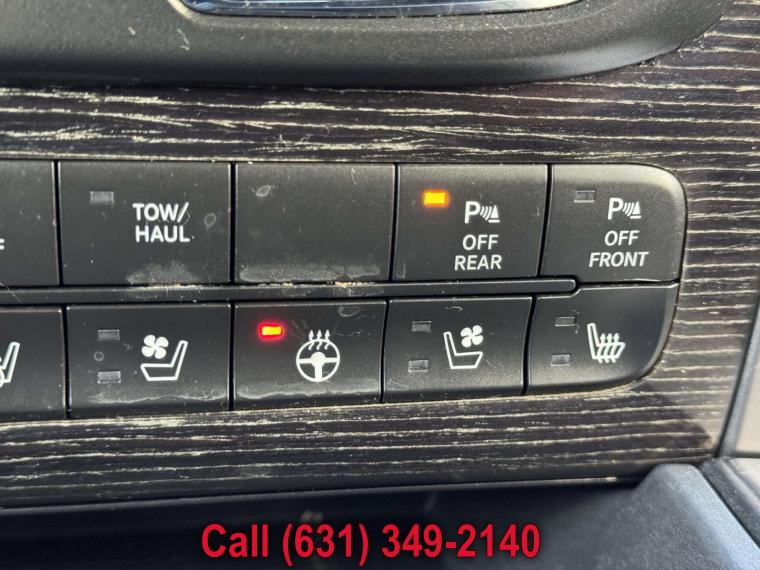 TOW/
HAUL
P
OFF
REAR
P
OFF
FRONT
Call (631) 349-2140